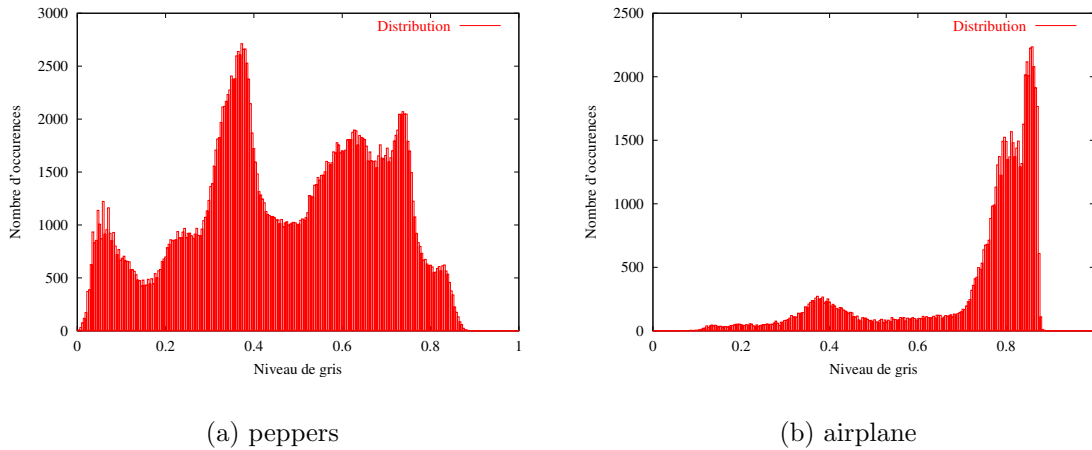 3000
2500
2000
1500
1000
500
0
0 0.2 0.4 0.6 0.8 1
Nombre d'occurences
Niveau de gris
Distribution
(a) peppers
2500
2000
1500
1000
500
0
0 0.2 0.4 0.6 0.8
Nombre d'occurences
Niveau de gris
Distribution
(b) airplane